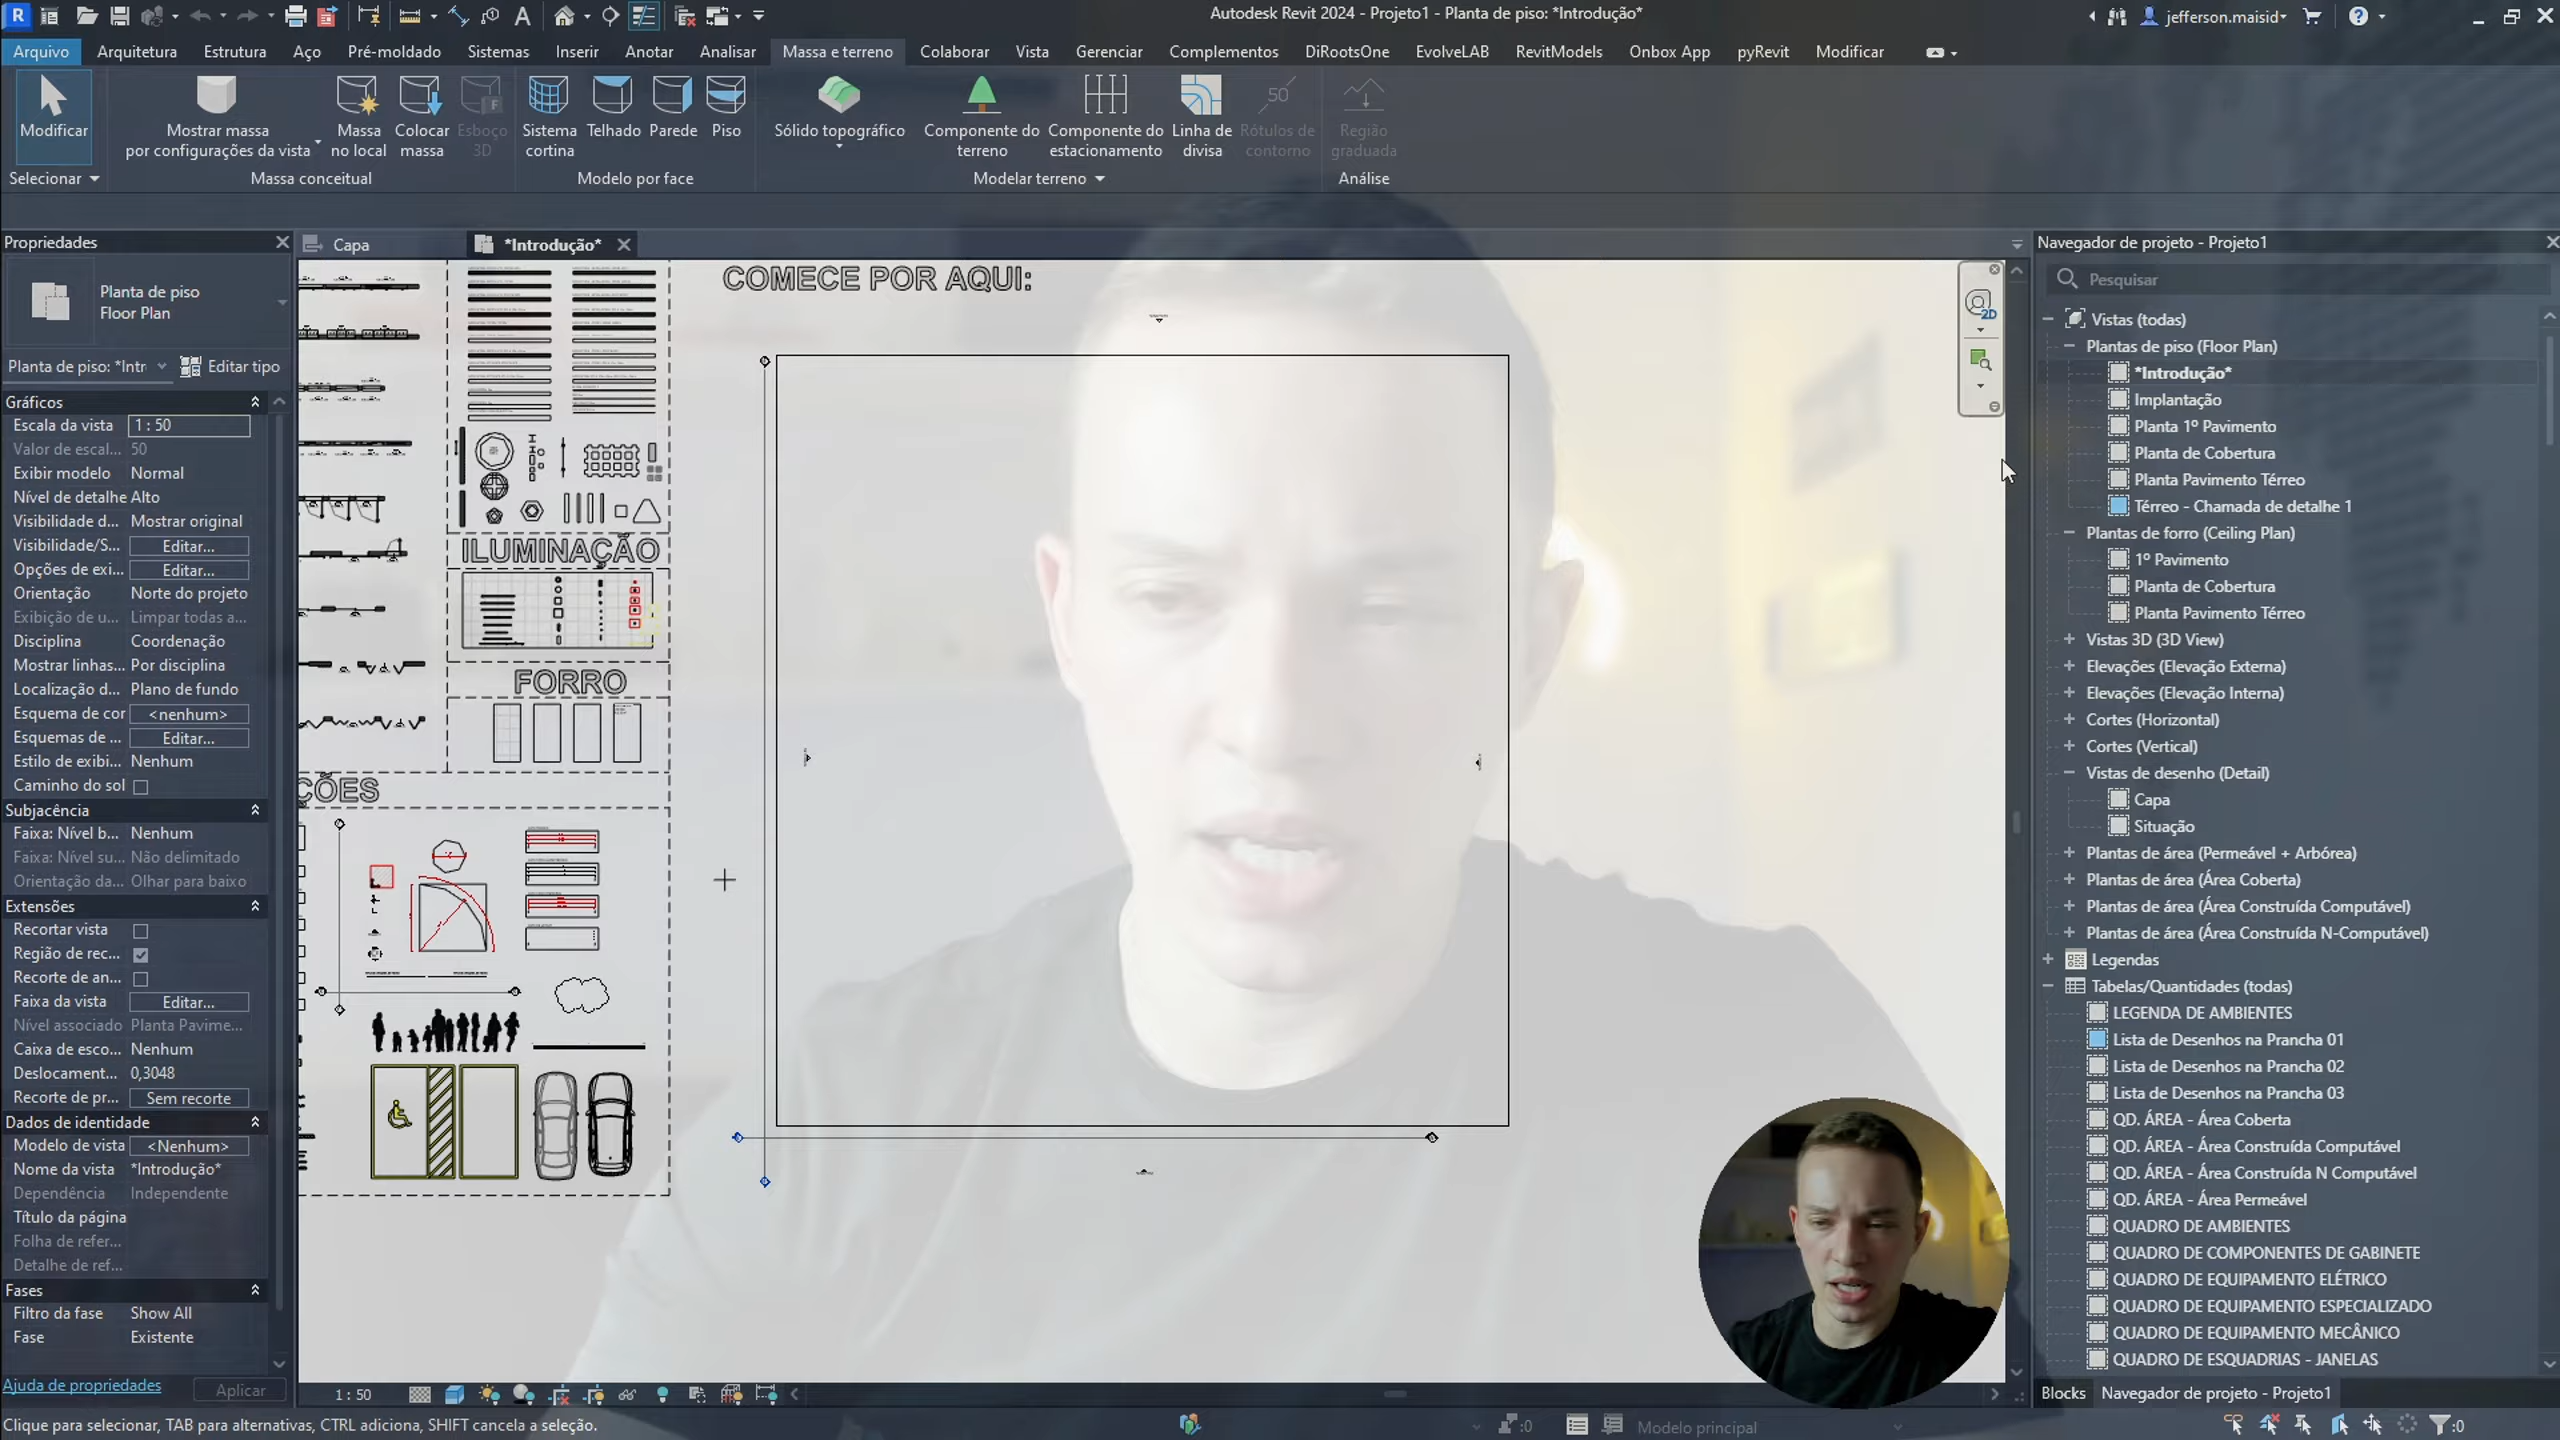 Autodesk Revit 2024 - Projeto1 - Planta de piso: *Introdução*
jefferson.maisid
Arquivo Arquitetura Estrutura Aço Pré-moldado Sistemas Inserir Anotar Analisar Massa e terreno Colaborar Vista Gerenciar Complementos DiRootsOne EvolveLAB RevitModels Onbox App pyRevit Modificar
Modificar
Mostrar massa
por configurações da vista
Massa
no local
Colocar
massa
Esboço
3D
Sistema
cortina
Telhado
Parede
Piso
Sólido topográfico
Componente do
terreno
Componente do
estacionamento
Linha de
divisa
50
Rótulos de
contorno
Região
graduada
Selecionar
Massa conceitual
Modelo por face
Modelar terreno
Análise
Propriedades
Planta de piso
Floor Plan
Planta de piso: *Intr
Editar tipo
Gráficos
Escala da vista 1 : 50
Valor de escal... 50
Exibir modelo Normal
Nível de detalhe Alto
Visibilidade d... Mostrar original
Visibilidade/S... Editar...
Opções de exi... Editar...
Orientação Norte do projeto
Exibição de u... Limpar todas a...
Disciplina Coordenação
Mostrar linhas... Por disciplina
Localização d... Plano de fundo
Esquema de cor <nenhum>
Esquemas de ... Editar...
Estilo de exibi... Nenhum
Caminho do sol
Subjacência
Faixa: Nível b... Nenhum
Faixa: Nível su... Não delimitado
Orientação da... Olhar para baixo
Extensões
Recortar vista
Região de rec...
Recorte de an...
Faixa da vista Editar...
Nível associado Planta Pavime...
Caixa de esco... Nenhum
Deslocament... 0,3048
Recorte de pr... Sem recorte
Dados de identidade
Modelo de vista <Nenhum>
Nome da vista *Introdução*
Dependência Independente
Título da página
Folha de refer...
Detalhe de ref...
Fases
Filtro da fase Show All
Fase Existente
Ajuda de propriedades
Aplicar
Capa
*Introdução*
COMECE POR AQUI:
ILUMINAÇÃO
FORRO
ÇÕES
2D
1 : 50
Navegador de projeto - Projeto1
Pesquisar
Vistas (todas)
Plantas de piso (Floor Plan)
*Introdução*
Implantação
Planta 1º Pavimento
Planta de Cobertura
Planta Pavimento Térreo
Térreo - Chamada de detalhe 1
Plantas de forro (Ceiling Plan)
1º Pavimento
Planta de Cobertura
Planta Pavimento Térreo
Vistas 3D (3D View)
Elevações (Elevação Externa)
Elevações (Elevação Interna)
Cortes (Horizontal)
Cortes (Vertical)
Vistas de desenho (Detail)
Capa
Situação
Plantas de área (Permeável + Arbórea)
Plantas de área (Área Coberta)
Plantas de área (Área Construída Computável)
Plantas de área (Área Construída N-Computável)
Legendas
Tabelas/Quantidades (todas)
LEGENDA DE AMBIENTES
Lista de Desenhos na Prancha 01
Lista de Desenhos na Prancha 02
Lista de Desenhos na Prancha 03
QD. ÁREA - Área Coberta
QD. ÁREA - Área Construída Computável
QD. ÁREA - Área Construída N Computável
QD. ÁREA - Área Permeável
QUADRO DE AMBIENTES
QUADRO DE COMPONENTES DE GABINETE
QUADRO DE EQUIPAMENTO ELÉTRICO
QUADRO DE EQUIPAMENTO ESPECIALIZADO
QUADRO DE EQUIPAMENTO MECÂNICO
QUADRO DE ESQUADRIAS - JANELAS
Blocks
Navegador de projeto - Projeto1
Clique para selecionar, TAB para alternativas, CTRL adiciona, SHIFT cancela a seleção.
:0
Modelo principal
:0